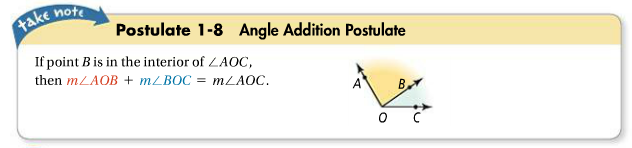 take note
Postulate 1-8 Angle Addition Postulate
If point B is in the interior of ∠AOC,
then m∠AOB + m∠BOC = m∠AOC.
A
B
O
C